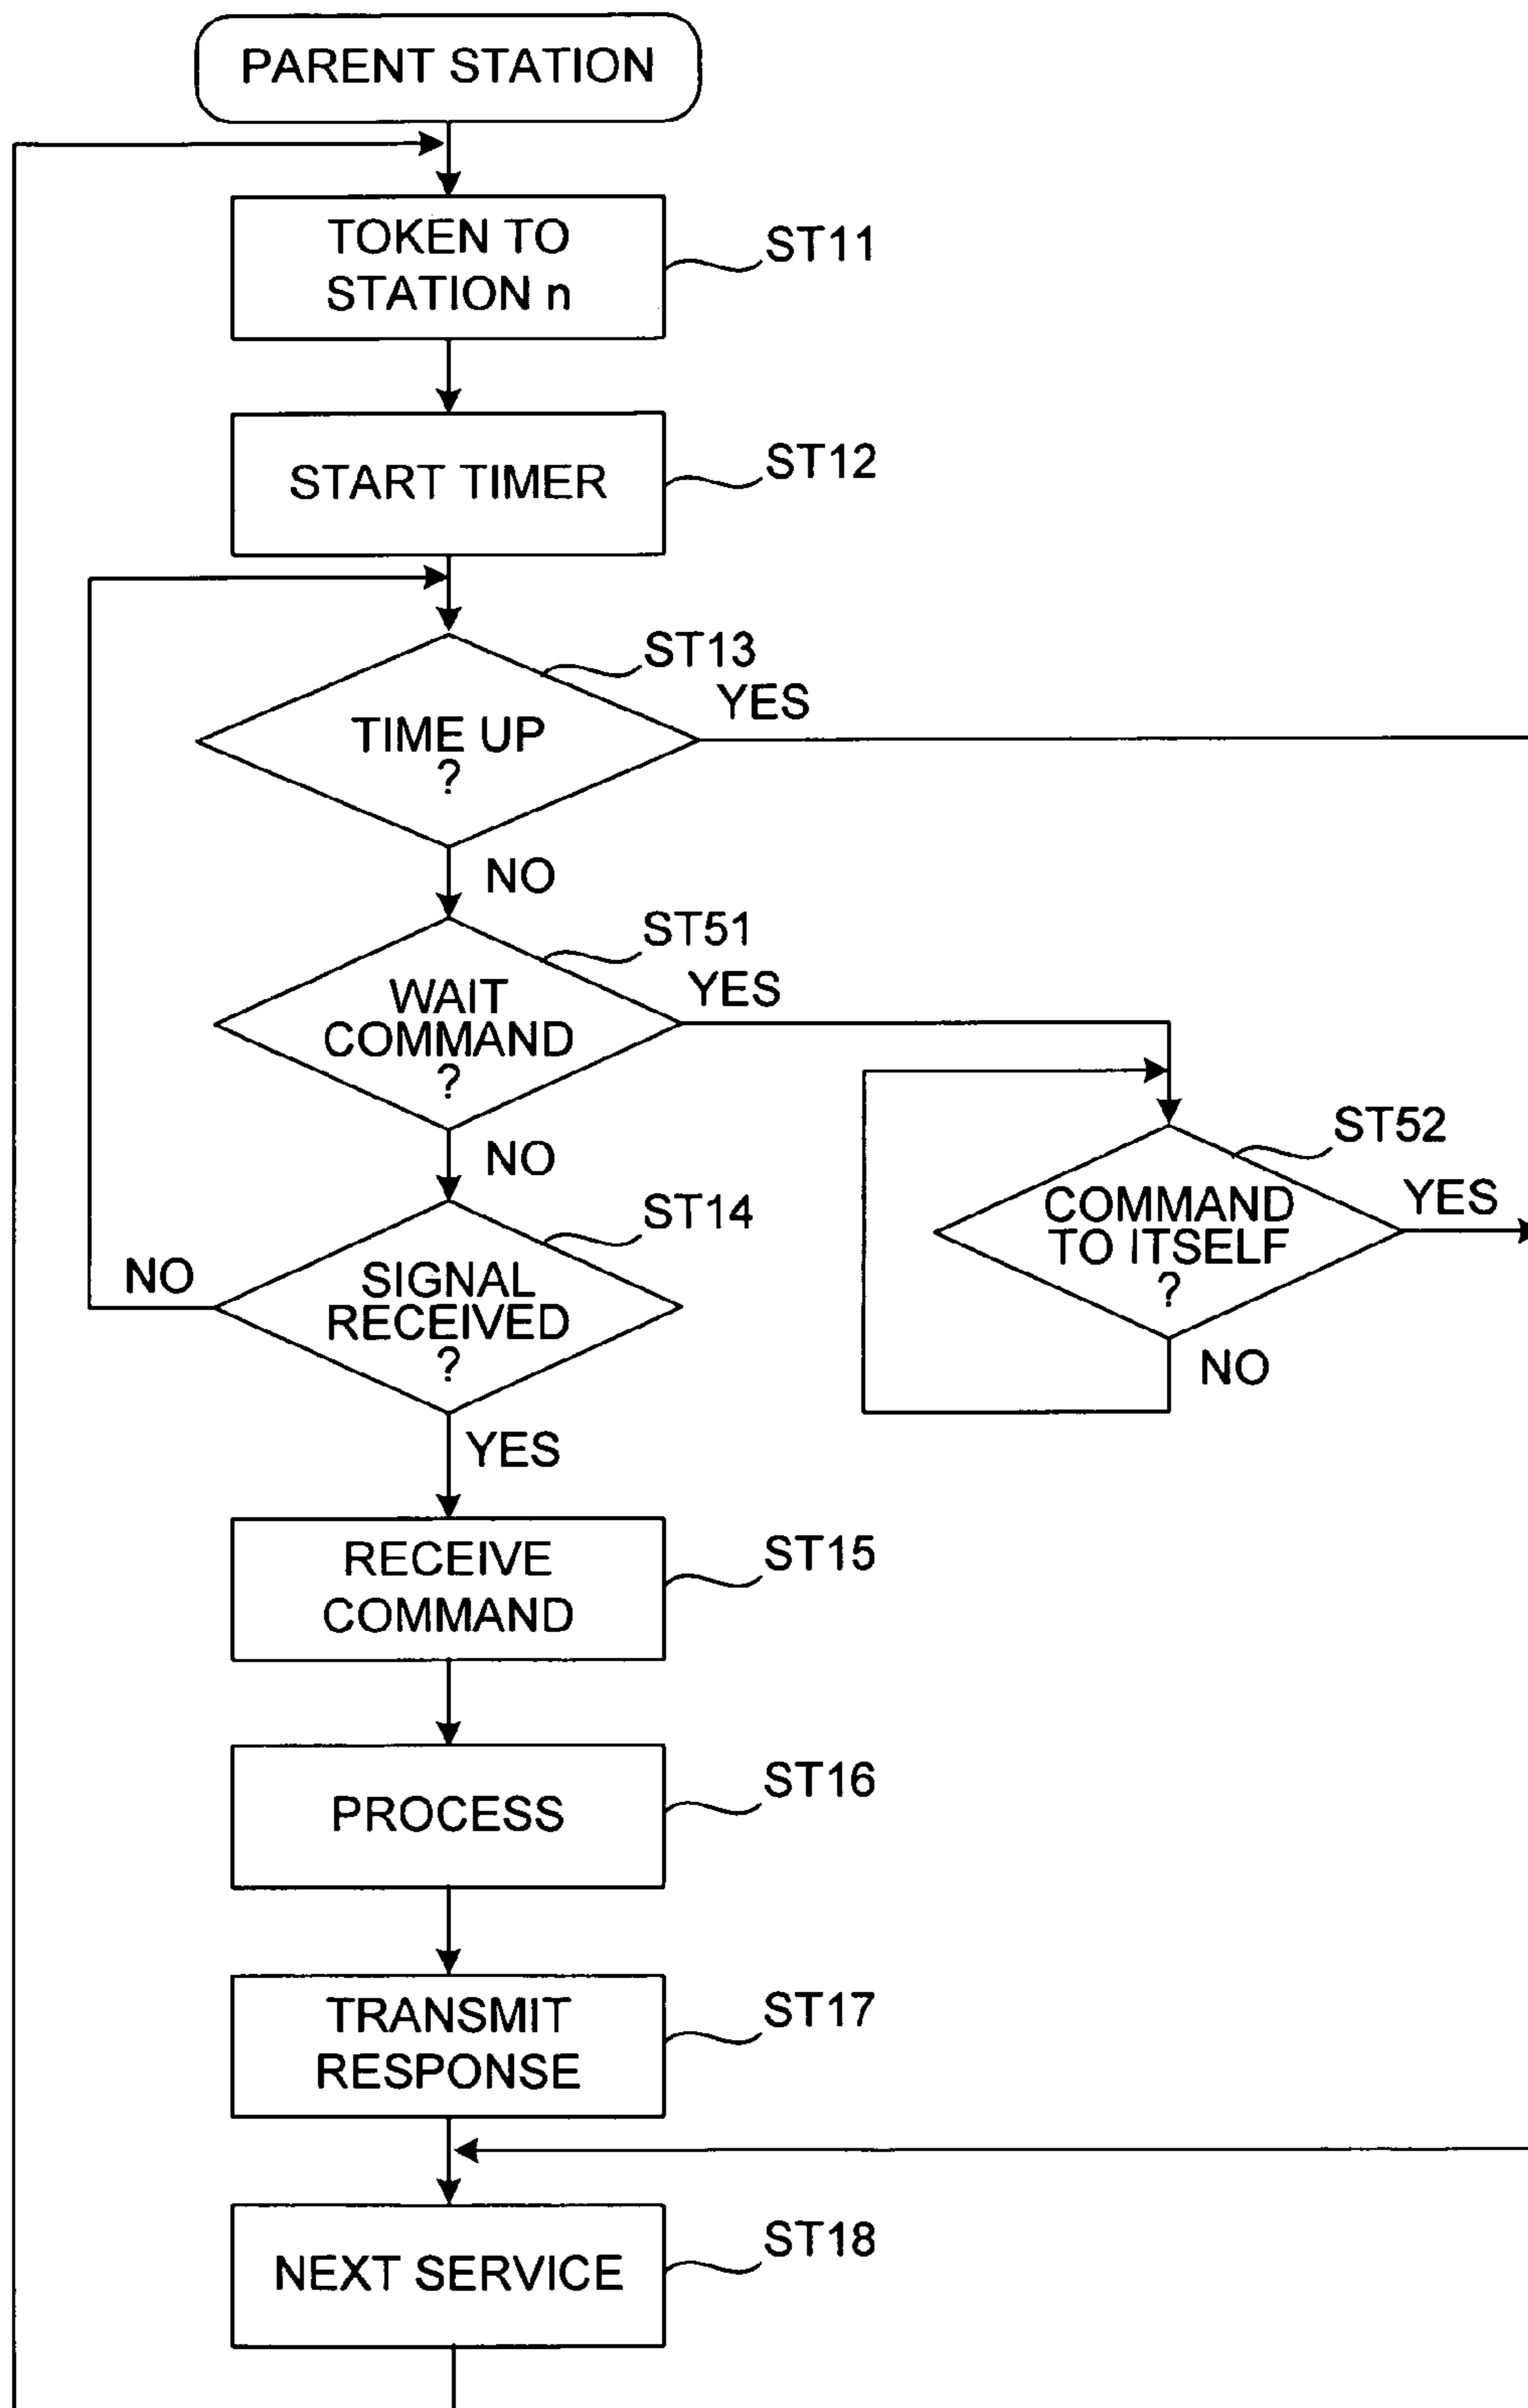 PARENT STATION
TOKEN TO
STATION n
ST11
START TIMER
ST12
ST13
YES
TIME UP
?
NO
ST51
YES
WAIT
COMMAND
?
NO
ST52
YES
COMMAND
TO ITSELF
?
NO
ST14
NO
SIGNAL
RECEIVED
?
YES
RECEIVE
COMMAND
ST15
PROCESS
ST16
TRANSMIT
RESPONSE
ST17
NEXT SERVICE
ST18